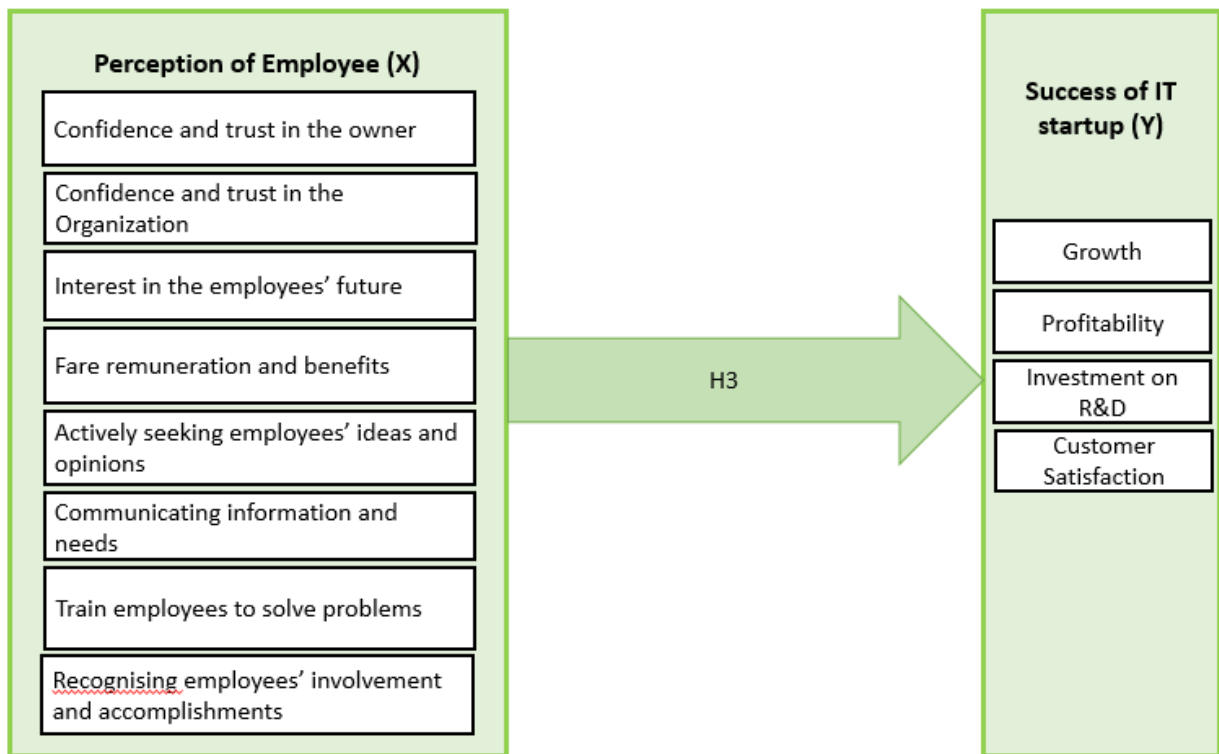 Perception of Employee (X)
Confidence and trust in the owner
Confidence and trust in the
Organization
Interest in the employees’ future
Fare remuneration and benefits
Actively seeking employees’ ideas and
opinions
Communicating information and
needs
Train employees to solve problems
Recognising employees’ involvement
and accomplishments
H3
Success of IT
startup (Y)
Growth
Profitability
Investment on
R&D
Customer
Satisfaction